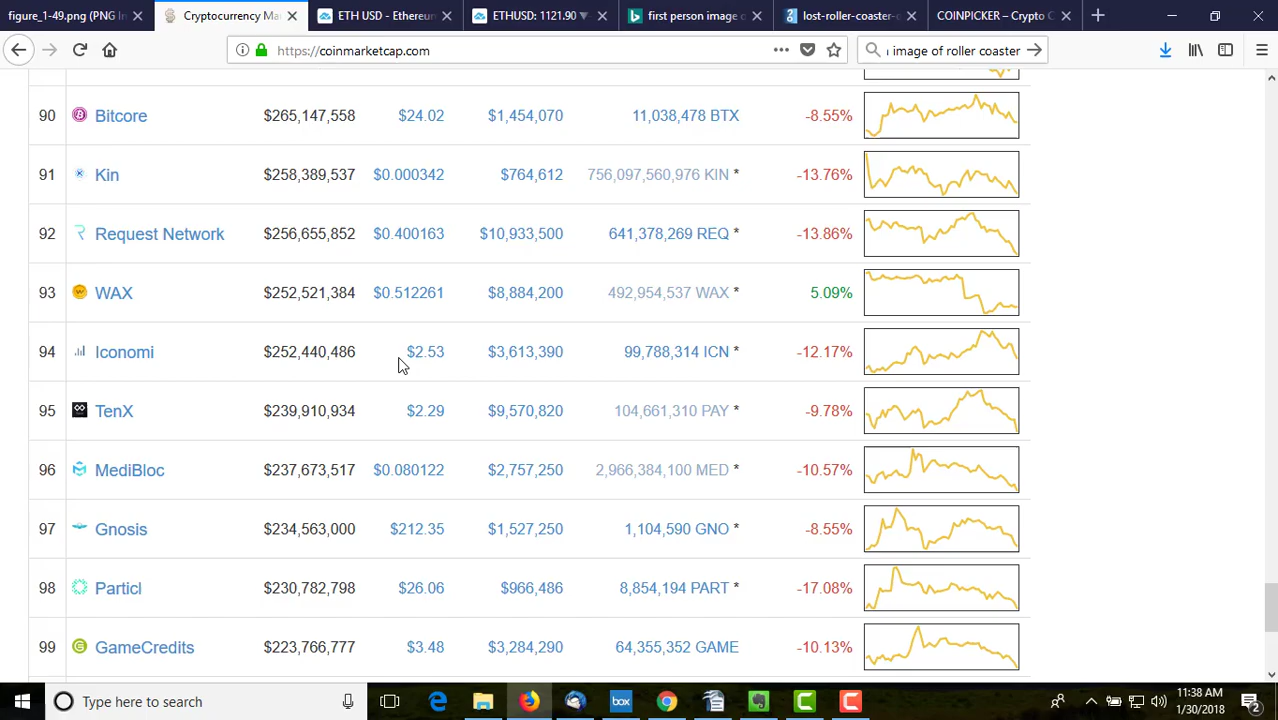 figure_1-49.png (PNG In
Cryptocurrency Ma
ETH USD - Ethereu
ETHUSD: 1121.90 ▼
first person image o
lost-roller-coaster-o
COINPICKER – Crypto C
https://coinmarketcap.com
image of roller coaster
90 Bitcore $265,147,558 $24.02 $1,454,070 11,038,478 BTX -8.55%
91 Kin $258,389,537 $0.000342 $764,612 756,097,560,976 KIN * -13.76%
92 Request Network $256,655,852 $0.400163 $10,933,500 641,378,269 REQ * -13.86%
93 WAX $252,521,384 $0.512261 $8,884,200 492,954,537 WAX * 5.09%
94 Iconomi $252,440,486 $2.53 $3,613,390 99,788,314 ICN * -12.17%
95 TenX $239,910,934 $2.29 $9,570,820 104,661,310 PAY * -9.78%
96 MediBloc $237,673,517 $0.080122 $2,757,250 2,966,384,100 MED * -10.57%
97 Gnosis $234,563,000 $212.35 $1,527,250 1,104,590 GNO * -8.55%
98 Particl $230,782,798 $26.06 $966,486 8,854,194 PART * -17.08%
99 GameCredits $223,766,777 $3.48 $3,284,290 64,355,352 GAME -10.13%
Type here to search
box
11:38 AM
1/30/2018
2